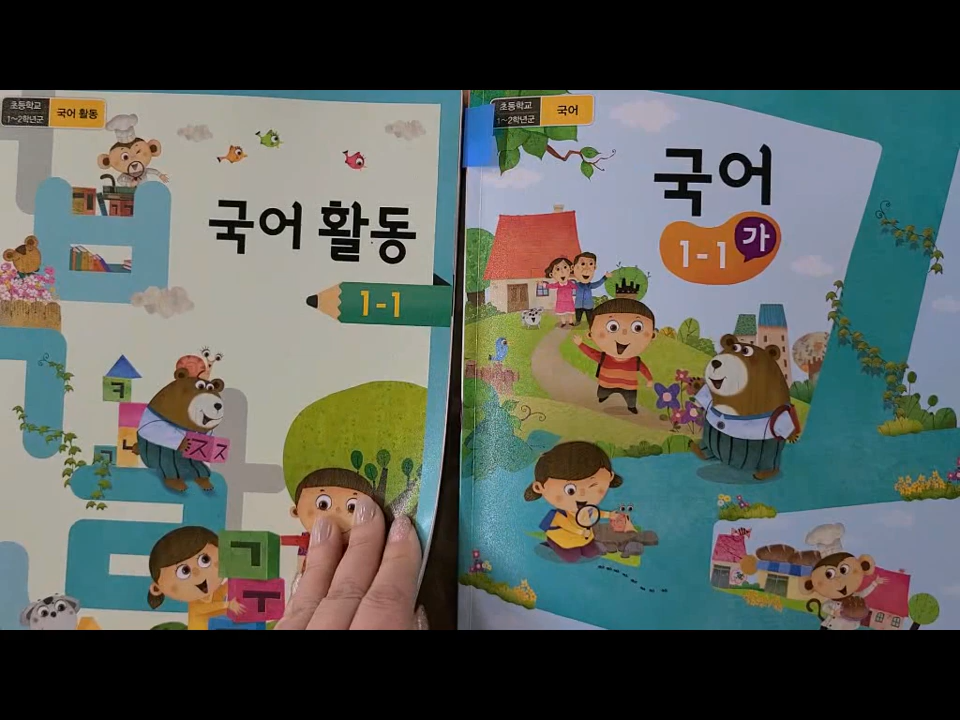 초등학교
1~2학년군
국어 활동
국어 활동
1-1
ㅋ
ㄴ
ㅈ
ㄱ
ㅜ
초등학교
1~2학년군
국어
국어
1-1 가